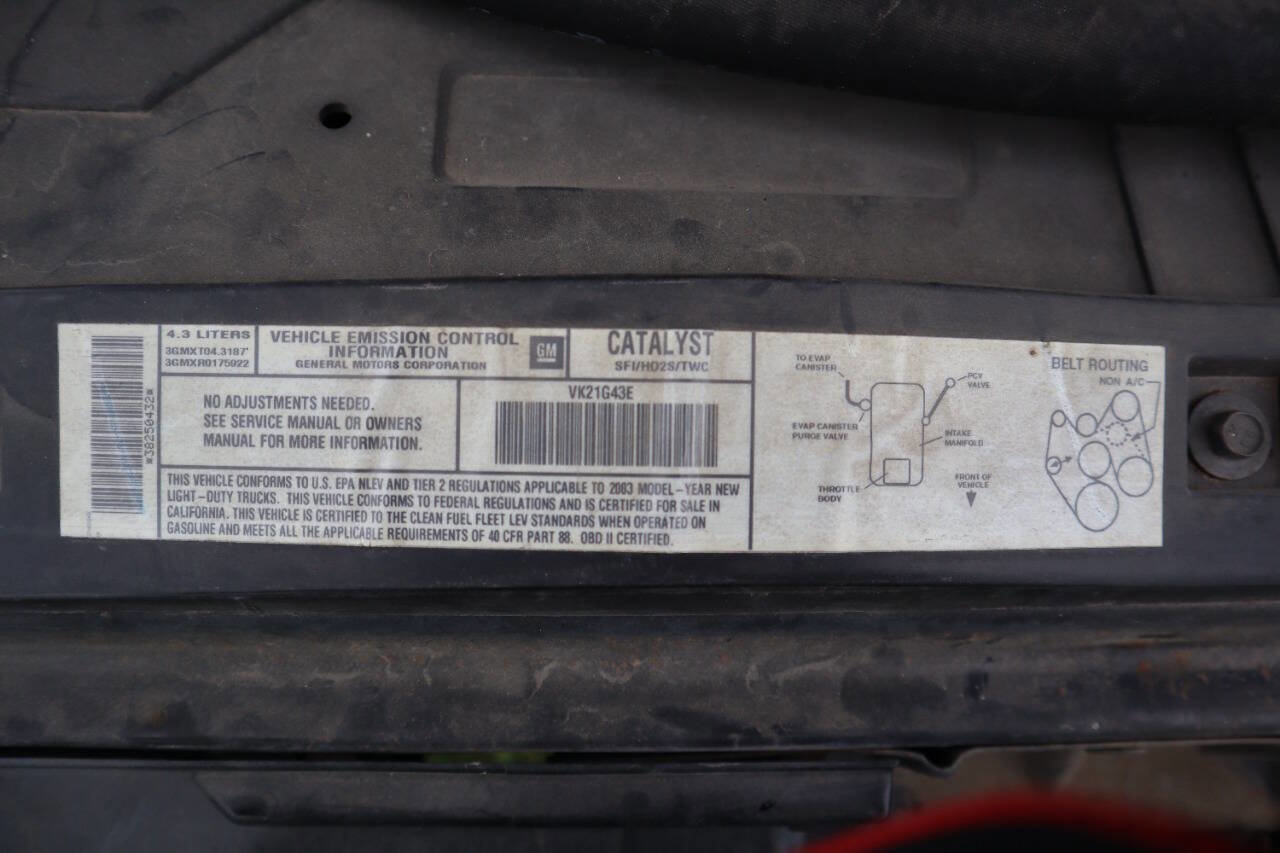 *38250432*
4.3 LITERS
3GMXT04.3187
3GMXR0175922
VEHICLE EMISSION CONTROL
INFORMATION
GENERAL MOTORS CORPORATION
GM
CATALYST
SFI/HO2S/TWC
NO ADJUSTMENTS NEEDED.
SEE SERVICE MANUAL OR OWNERS
MANUAL FOR MORE INFORMATION.
VK21G43E
THIS VEHICLE CONFORMS TO U.S. EPA NLEV AND TIER 2 REGULATIONS APPLICABLE TO 2003 MODEL-YEAR NEW
LIGHT-DUTY TRUCKS. THIS VEHICLE CONFORMS TO FEDERAL REGULATIONS AND IS CERTIFIED FOR SALE IN
CALIFORNIA. THIS VEHICLE IS CERTIFIED TO THE CLEAN FUEL FLEET LEV STANDARDS WHEN OPERATED ON
GASOLINE AND MEETS ALL THE APPLICABLE REQUIREMENTS OF 40 CFR PART 88. OBD II CERTIFIED.
TO EVAP
CANISTER
PCV
VALVE
EVAP CANISTER
PURGE VALVE
INTAKE
MANIFOLD
THROTTLE
BODY
FRONT OF
VEHICLE
BELT ROUTING
NON A/C